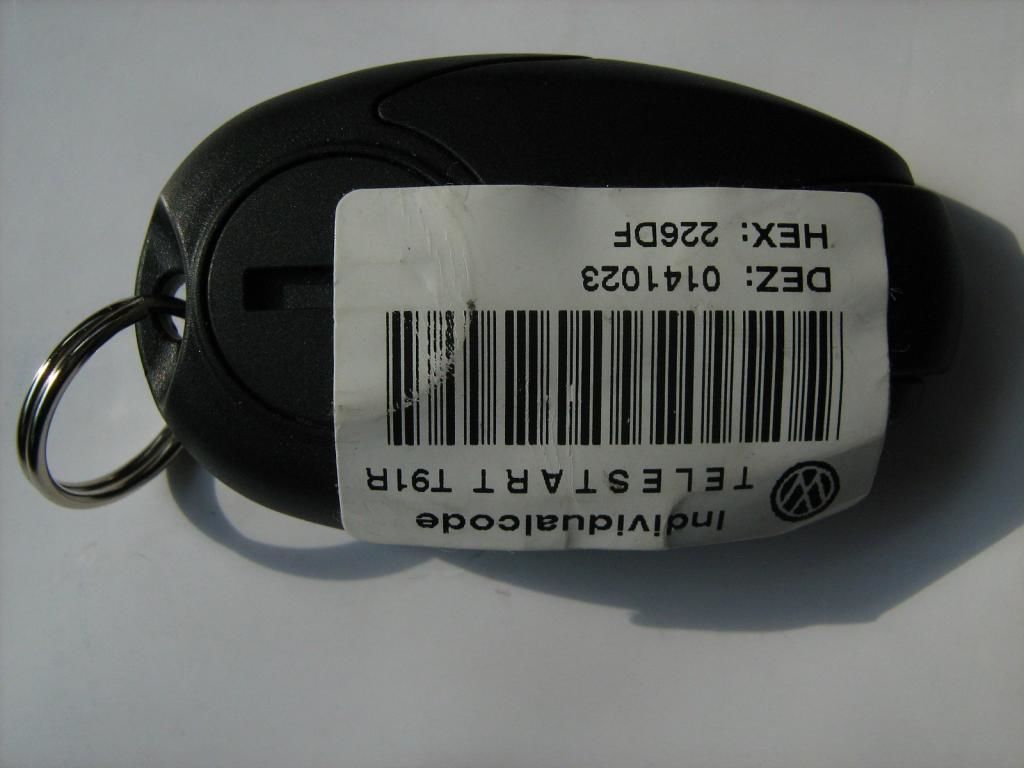 Individualcode
TELESTART T91R
DEZ: 0141023
HEX: 226DF